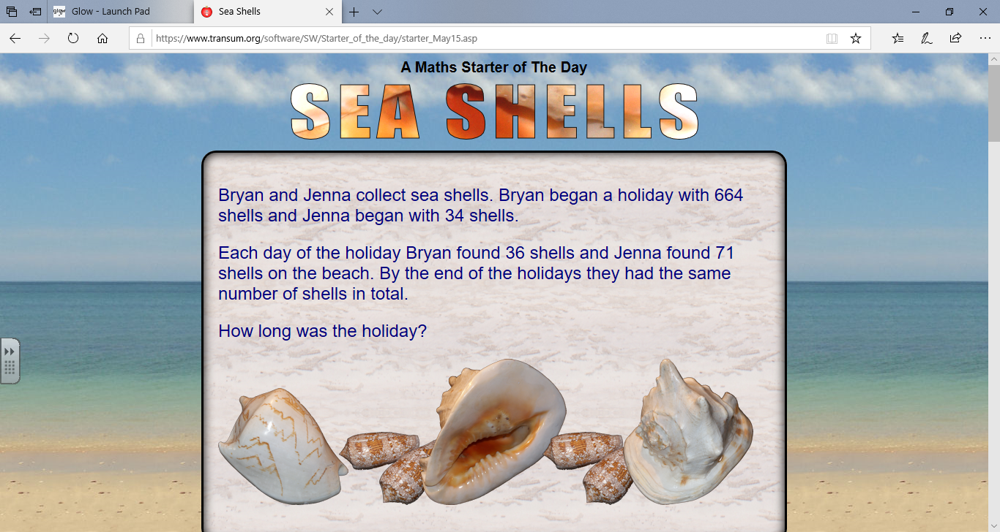 Glow - Launch Pad
Sea Shells
https://www.transum.org/software/SW/Starter_of_the_day/starter_May15.asp
A Maths Starter of The Day
SEA SHELLS
Bryan and Jenna collect sea shells. Bryan began a holiday with 664
shells and Jenna began with 34 shells.
Each day of the holiday Bryan found 36 shells and Jenna found 71
shells on the beach. By the end of the holidays they had the same
number of shells in total.
How long was the holiday?